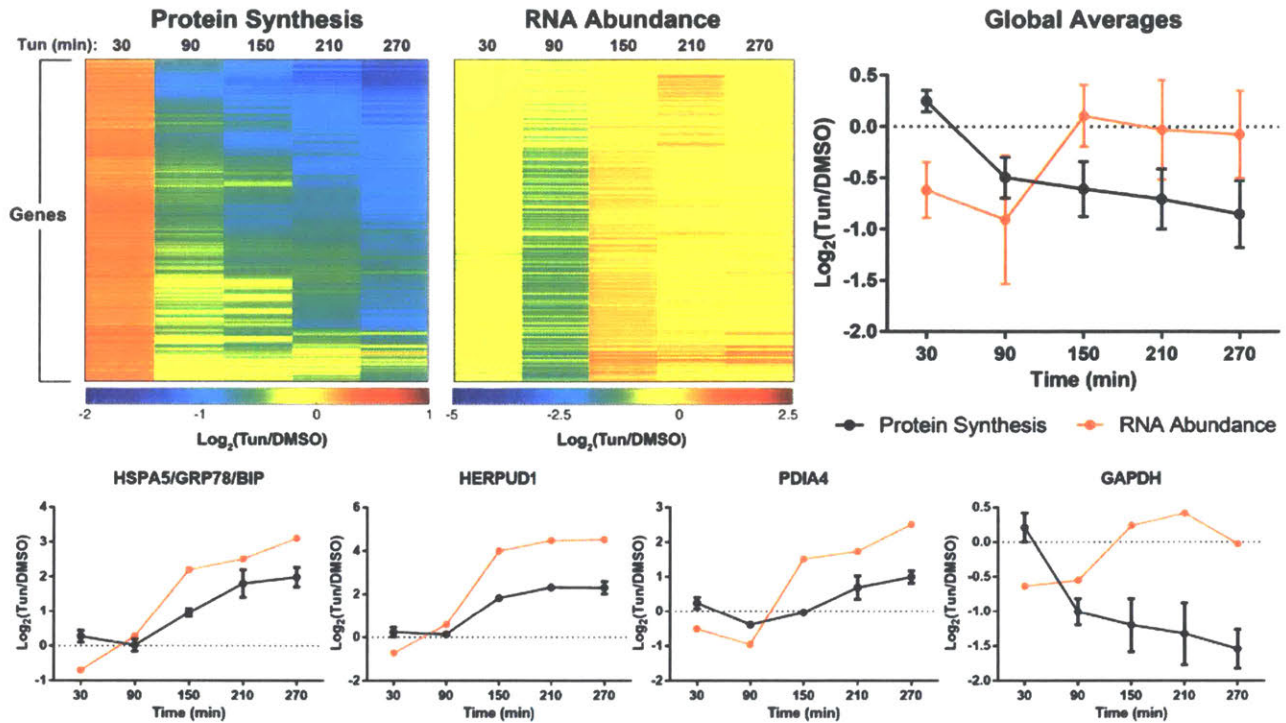 Protein Synthesis
RNA Abundance
Global Averages
Tun (min): 30 90 150 210 270
30 90 150 210 270
Genes
-2 -1 0 1
Log2(Tun/DMSO)
-5 -2.5 0 2.5
Log2(Tun/DMSO)
Log2(Tun/DMSO)
0.5
0.0
-0.5
-1.0
-1.5
-2.0
30 90 150 210 270
Time (min)
Protein Synthesis RNA Abundance
HSPA5/GRP78/BIP
Log2(Tun/DMSO)
4
3
2
1
0
-1
30 90 150 210 270
Time (min)
HERPUD1
Log2(Tun/DMSO)
6
4
2
0
-2
30 90 150 210 270
Time (min)
PDIA4
Log2(Tun/DMSO)
3
2
1
0
-1
-2
30 90 150 210 270
Time (min)
GAPDH
Log2(Tun/DMSO)
0.5
0.0
-0.5
-1.0
-1.5
-2.0
30 90 150 210 270
Time (min)